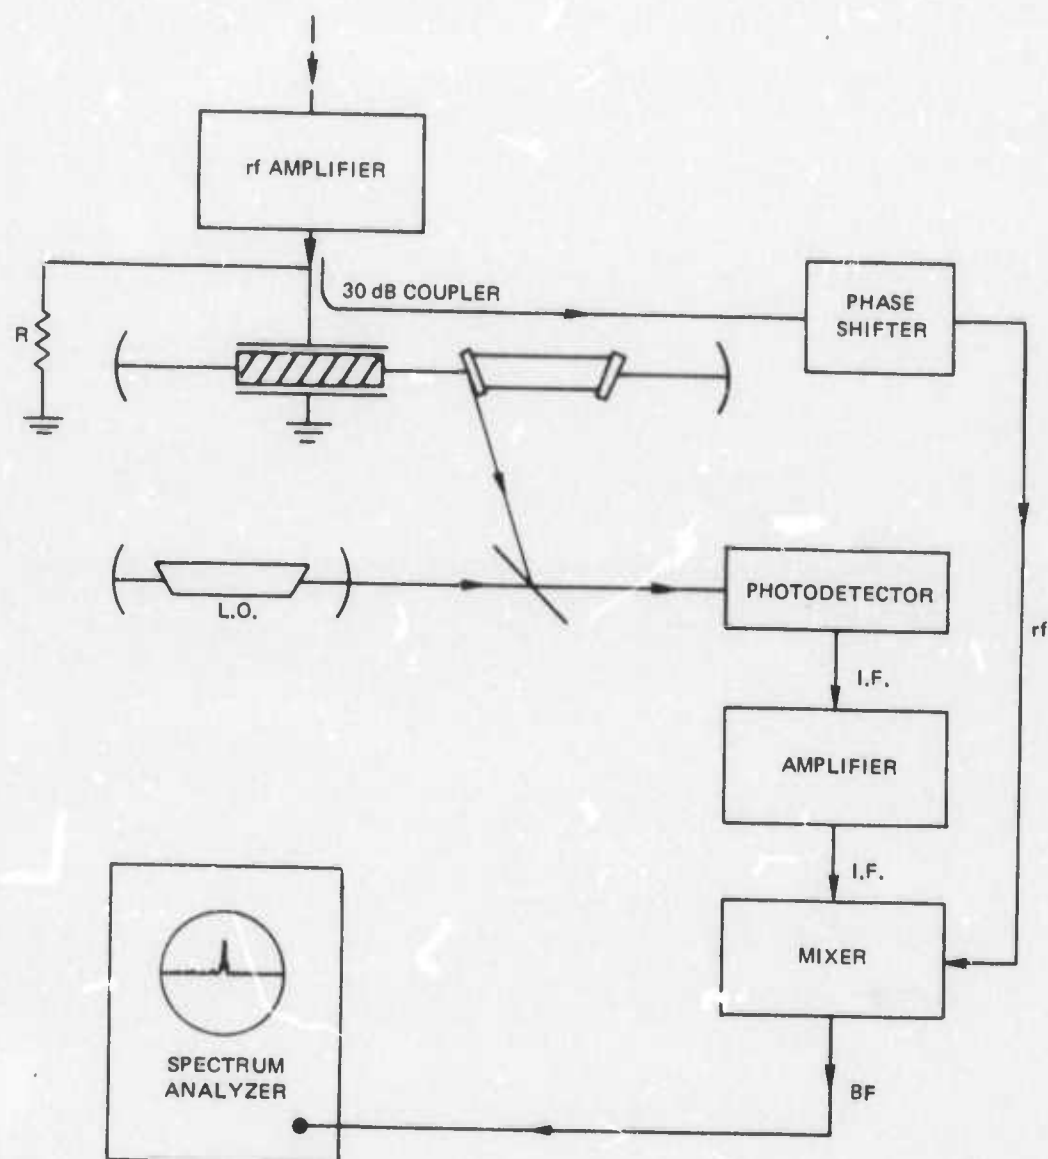 rf AMPLIFIER
30 dB COUPLER
PHASE
SHIFTER
R
L.O.
PHOTODETECTOR
rf
I.F.
AMPLIFIER
I.F.
MIXER
SPECTRUM
ANALYZER
BF